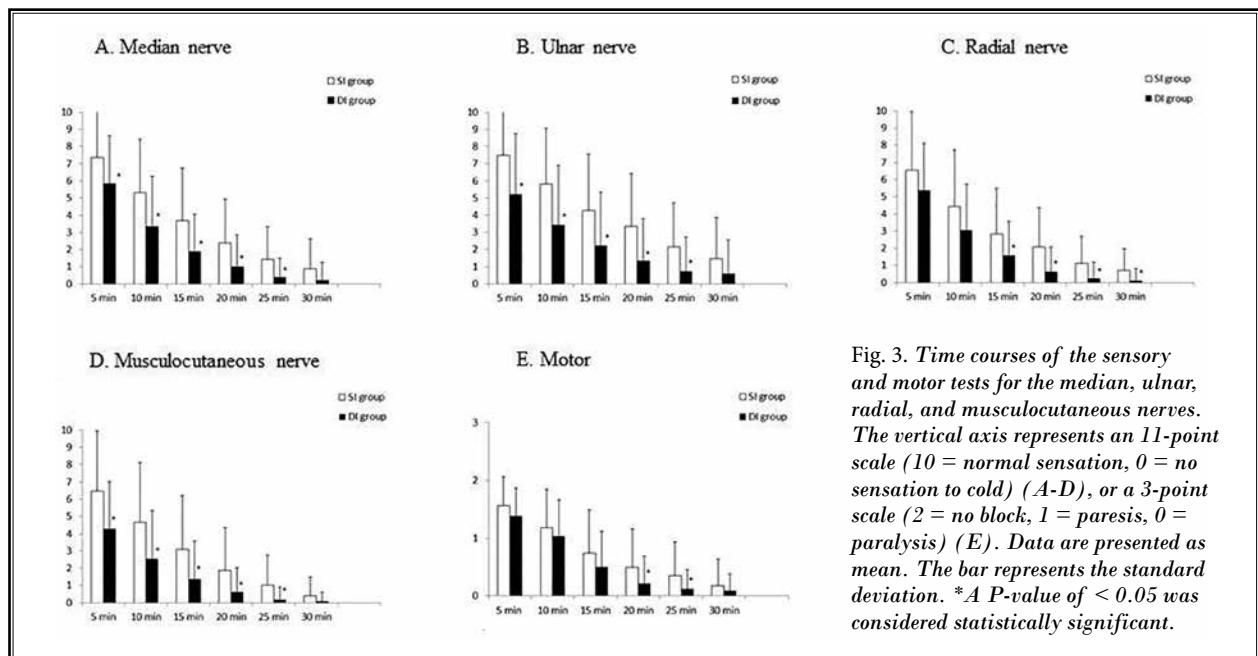 A. Median nerve
SI group
DI group
10
9
8
7
6
5
4
3
2
1
0
* * * * *
5 min 10 min 15 min 20 min 25 min 30 min
B. Ulnar nerve
SI group
DI group
10
9
8
7
6
5
4
3
2
1
0
* * * * *
5 min 10 min 15 min 20 min 25 min 30 min
C. Radial nerve
SI group
DI group
10
9
8
7
6
5
4
3
2
1
0
* * * *
5 min 10 min 15 min 20 min 25 min 30 min
D. Musculocutaneous nerve
SI group
DI group
10
9
8
7
6
5
4
3
2
1
0
* * * * *
5 min 10 min 15 min 20 min 25 min 30 min
E. Motor
SI group
DI group
3
2
1
0
* *
5 min 10 min 15 min 20 min 25 min 30 min
Fig. 3. Time courses of the sensory
and motor tests for the median, ulnar,
radial, and musculocutaneous nerves.
The vertical axis represents an 11-point
scale (10 = normal sensation, 0 = no
sensation to cold) (A-D), or a 3-point
scale (2 = no block, 1 = paresis, 0 =
paralysis) (E). Data are presented as
mean. The bar represents the standard
deviation. *A P-value of < 0.05 was
considered statistically significant.